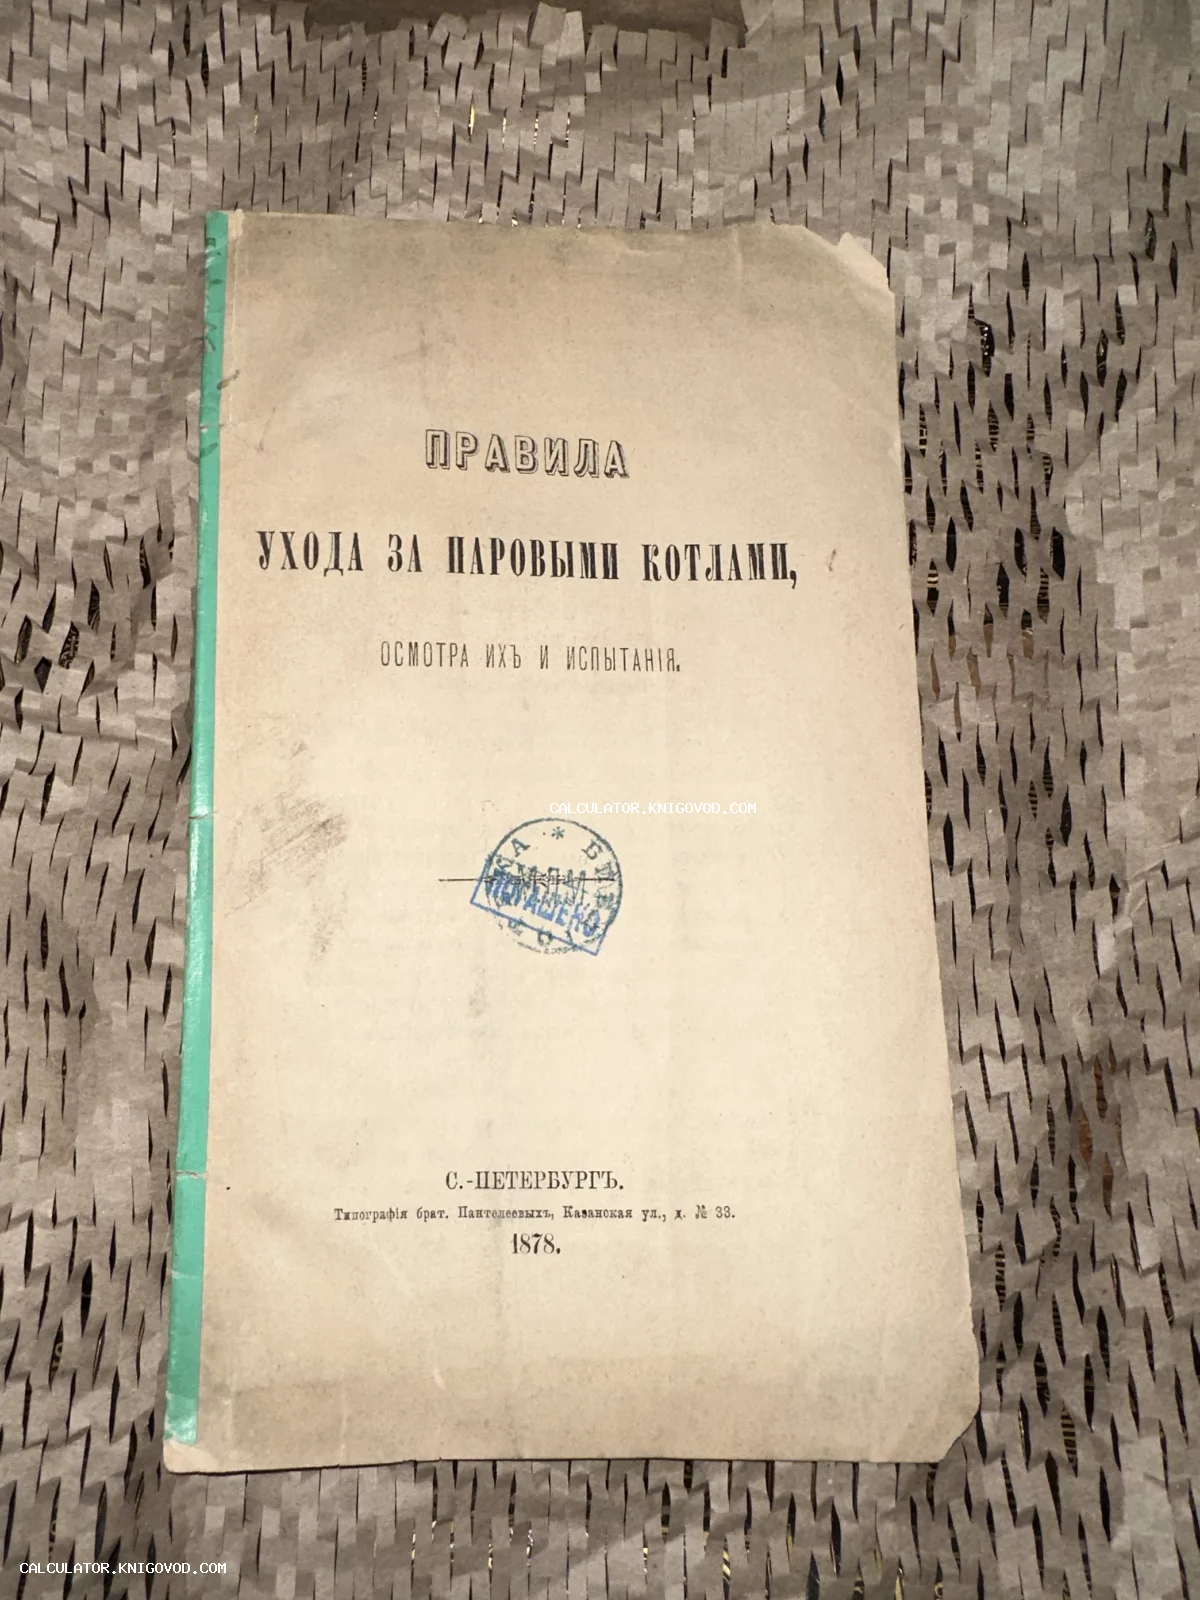 ПРАВИЛА
УХОДА ЗА ПАРОВЫМИ КОТЛАМИ,
ОСМОТРА ИХЪ И ИСПЫТАНІЯ.
CALCULATOR.KNIGOVOD.COM
ПОГАШЕНО
С.-ПЕТЕРБУРГЪ.
Типографія брат. Пантелеевыхъ, Казанская ул., д. № 33.
1878.
CALCULATOR.KNIGOVOD.COM